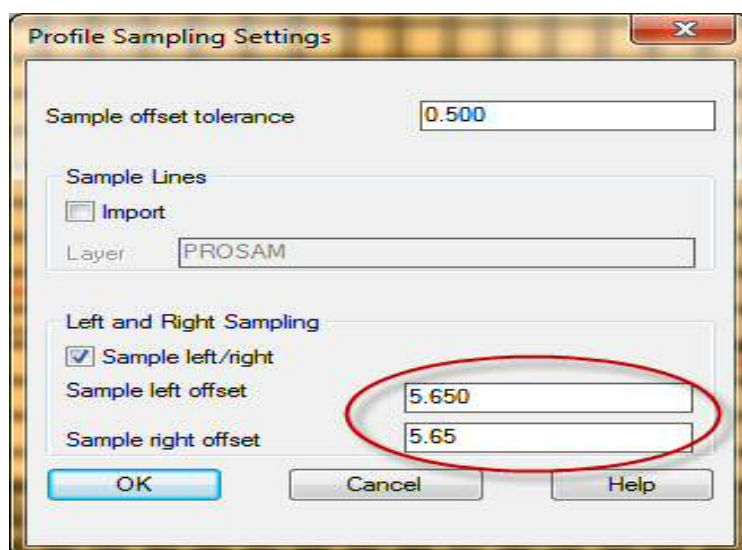 Profile Sampling Settings
Sample offset tolerance 0.500
Sample Lines
Import
Layer PROSAM
Left and Right Sampling
Sample left/right
Sample left offset 5.650
Sample right offset 5.65
OK Cancel Help